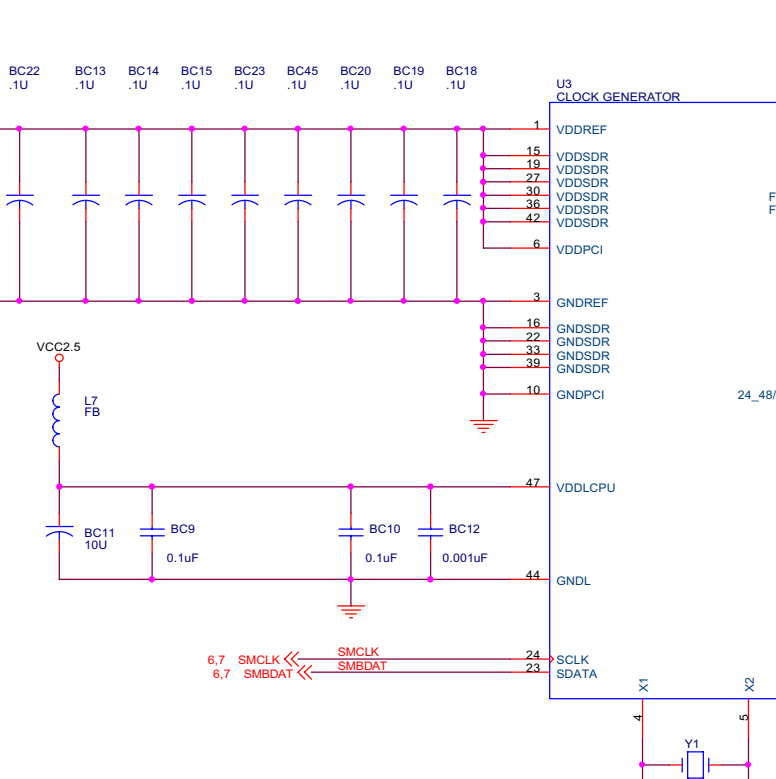 BC22 BC13 BC14 BC15 BC23 BC45 BC20 BC19 BC18
.1U .1U .1U .1U .1U .1U .1U .1U .1U
U3
CLOCK GENERATOR
1 VDDREF
15 VDDSDR
19 VDDSDR
27 VDDSDR
30 VDDSDR
36 VDDSDR
42 VDDSDR
F
F
6 VDDPCI
3 GNDREF
16 GNDSDR
22 GNDSDR
33 GNDSDR
39 GNDSDR
10 GNDPCI
24_48/
VCC2.5
L7
FB
47 VDDLCPU
BC11
10U
BC9
0.1uF
BC10
0.1uF
BC12
0.001uF
44 GNDL
6,7 SMCLK SMCLK 24 SCLK
6,7 SMBDAT SMBDAT 23 SDATA
X1 X2
4 5
Y1